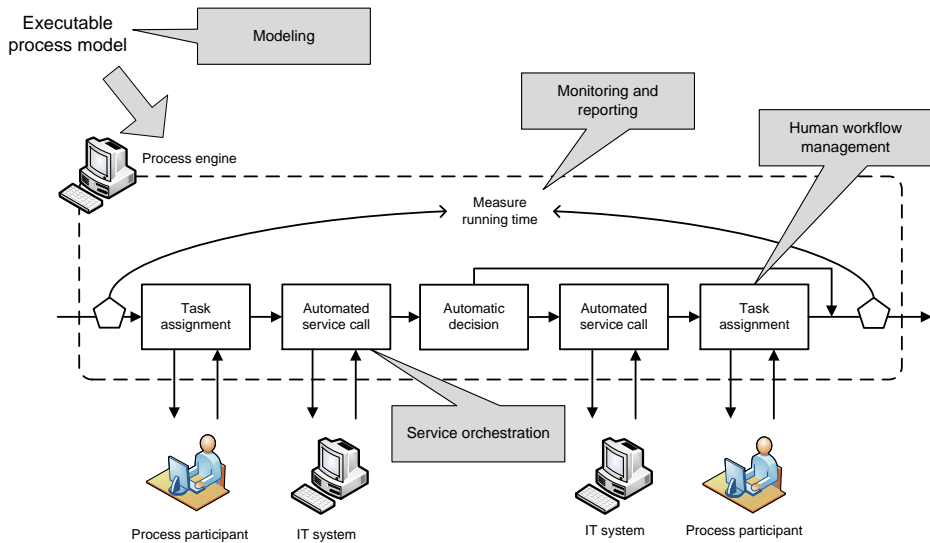 Executable
process model
Modeling
Monitoring and
reporting
Human workflow
management
Process engine
Measure
running time
Task
assignment
Automated
service call
Automatic
decision
Automated
service call
Task
assignment
Service orchestration
Process participant
IT system
IT system
Process participant